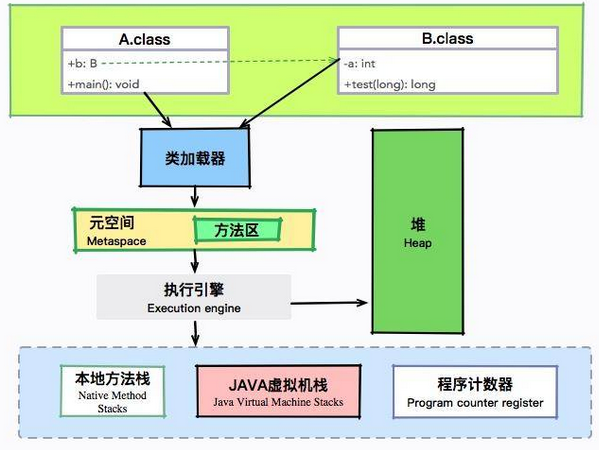 A.class
+b: B
+main(): void
B.class
-a: int
+test(long): long
类加载器
元空间
Metaspace
方法区
堆
Heap
执行引擎
Execution engine
本地方法栈
Native Method
Stacks
JAVA虚拟机栈
Java Virtual Machine Stacks
程序计数器
Program counter register